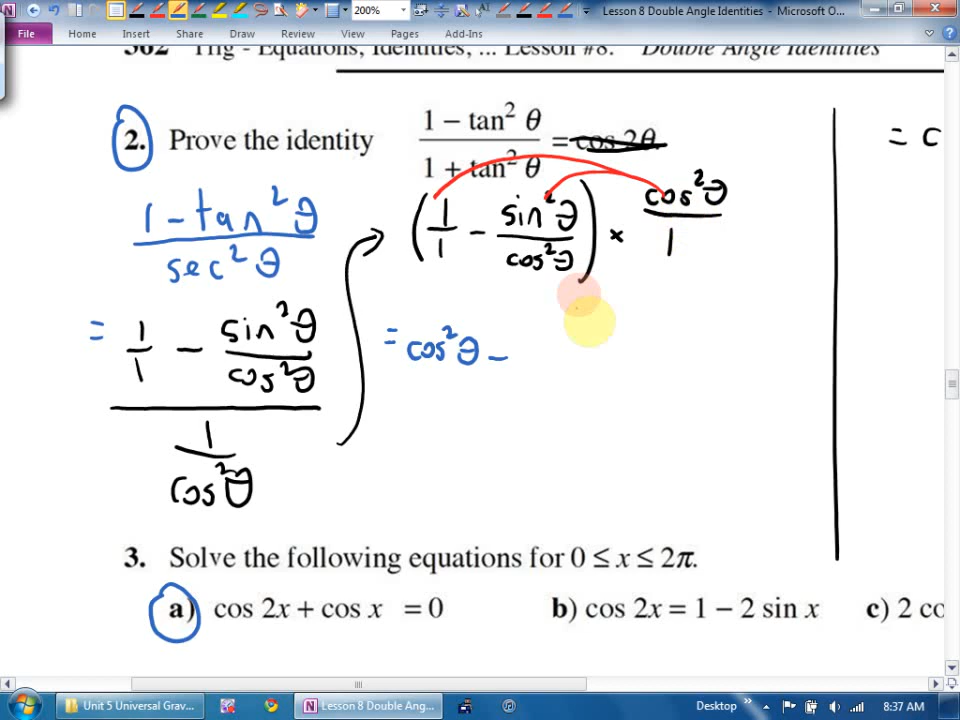 200% Lesson 8 Double Angle Identities - Microsoft O...
File Home Insert Share Draw Review View Pages Add-Ins
362 Trig - Equations, Identities, ... Lesson #8: Double Angle Identities
2. Prove the identity (1 − tan² θ)/(1 + tan² θ) = cos 2θ.
= c
(1 - tan²θ)/(sec²θ)
(1/1 - sin²θ/cos²θ) × cos²θ/1
= (1/1 - sin²θ/cos²θ)/(1/cos²θ)
= cos²θ -
3. Solve the following equations for 0 ≤ x ≤ 2π.
a) cos 2x + cos x = 0 b) cos 2x = 1 − 2 sin x c) 2 co
Unit 5 Universal Grav... Lesson 8 Double Ang... Desktop » 8:37 AM